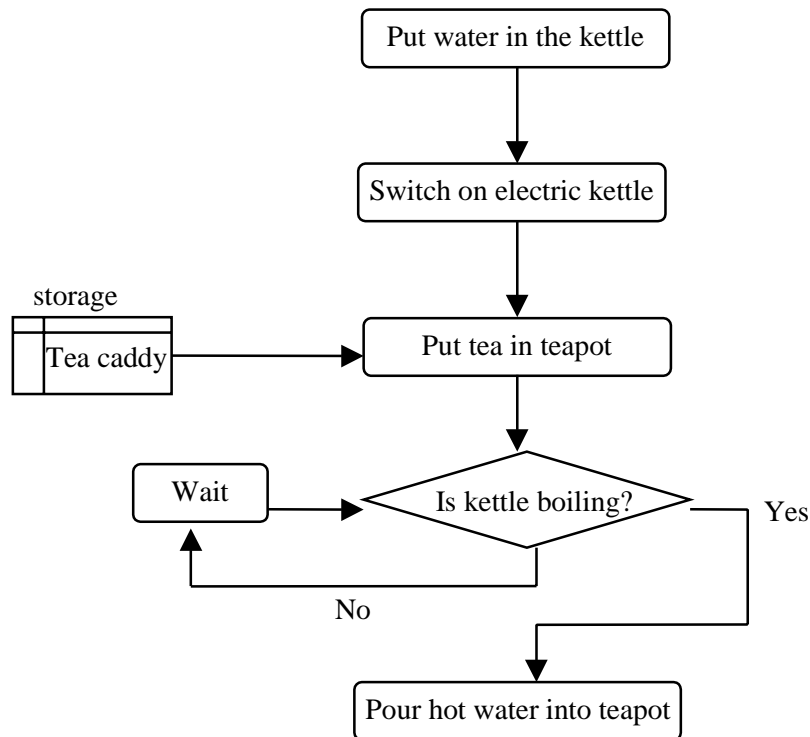 Put water in the kettle
Switch on electric kettle
storage
Tea caddy
Put tea in teapot
Wait
Is kettle boiling?
Yes
No
Pour hot water into teapot